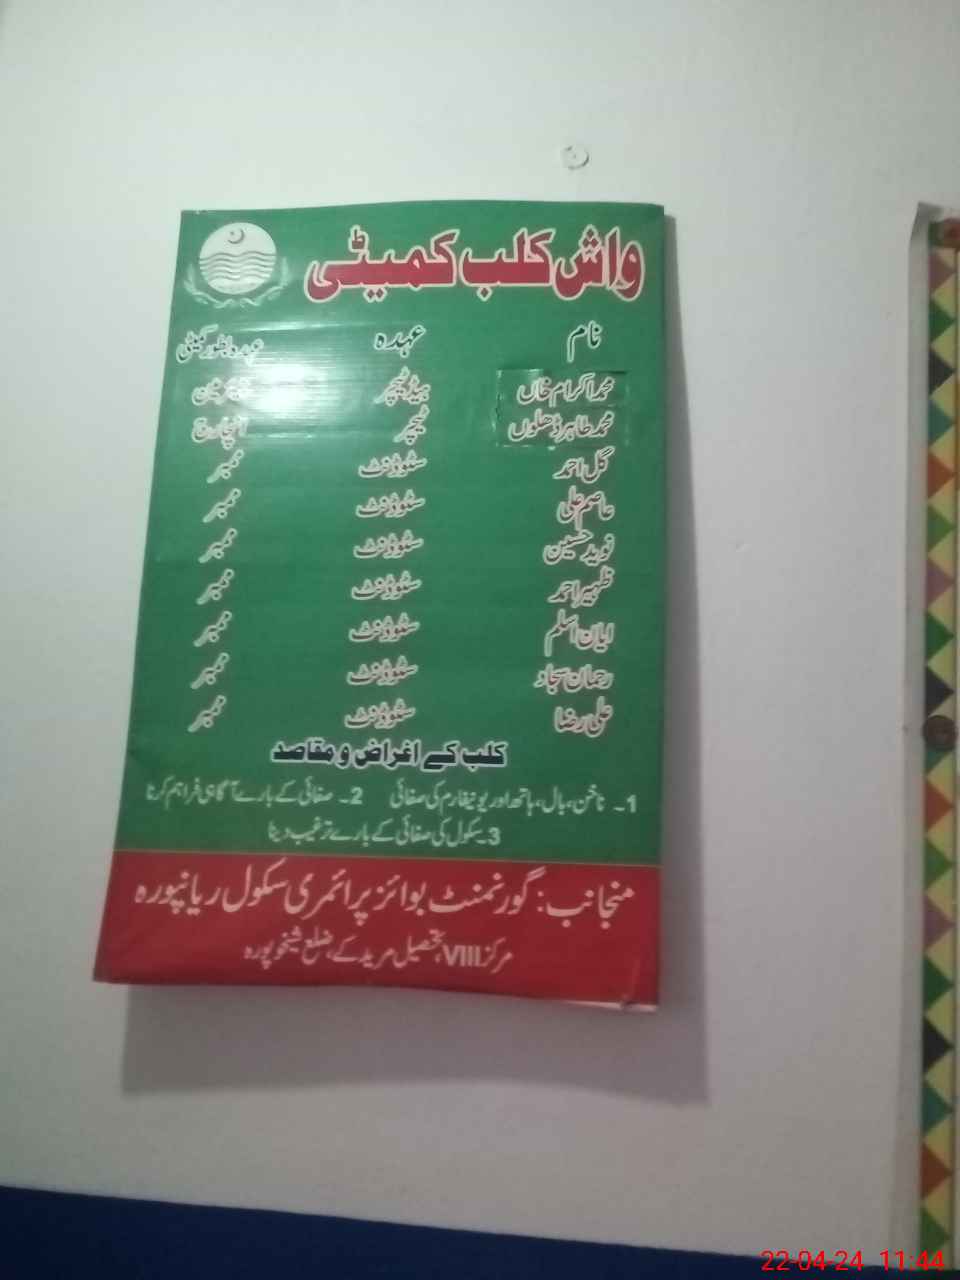 واش کلب کمیٹی
نام عہدہ عہدہ بطور کمیٹی
محمد اکرام خاں ہیڈ ٹیچر چیئرمین
محمد طاہر ڈھلوں ٹیچر انچارج
گل احمد سٹوڈنٹ ممبر
عاصم علی سٹوڈنٹ ممبر
نوید حسین سٹوڈنٹ ممبر
ظہیر احمد سٹوڈنٹ ممبر
ایان اسلم سٹوڈنٹ ممبر
رحمان سجاد سٹوڈنٹ ممبر
علی رضا سٹوڈنٹ ممبر
کلب کے اغراض و مقاصد
1۔ ناخن، بال، ہاتھ اور یونیفارم کی صفائی 2۔ صفائی کے بارے آگاہی فراہم کرنا
3۔ سکول کی صفائی کے بارے ترغیب دینا
منجانب: گورنمنٹ بوائز پرائمری سکول ریانپورہ
مرکز VIII، تحصیل مریدکے، ضلع شیخوپورہ
22-04-24 11:44